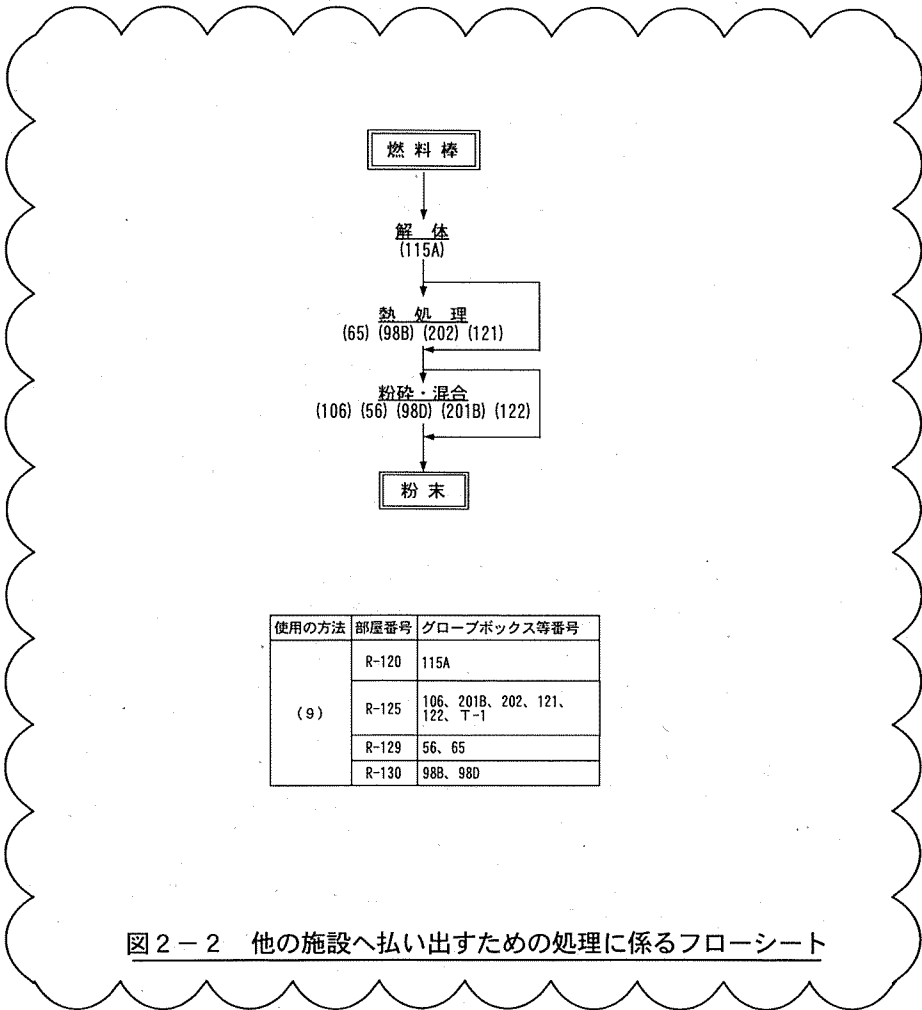 燃料棒
解体
(115A)
熱処理
(65) (98B) (202) (121)
粉砕・混合
(106) (56) (98D) (201B) (122)
粉末
使用の方法 部屋番号 グローブボックス等番号
(9)
R-120 115A
R-125 106、201B、202、121、
122、T-1
R-129 56、65
R-130 98B、98D
図2-2 他の施設へ払い出すための処理に係るフローシート